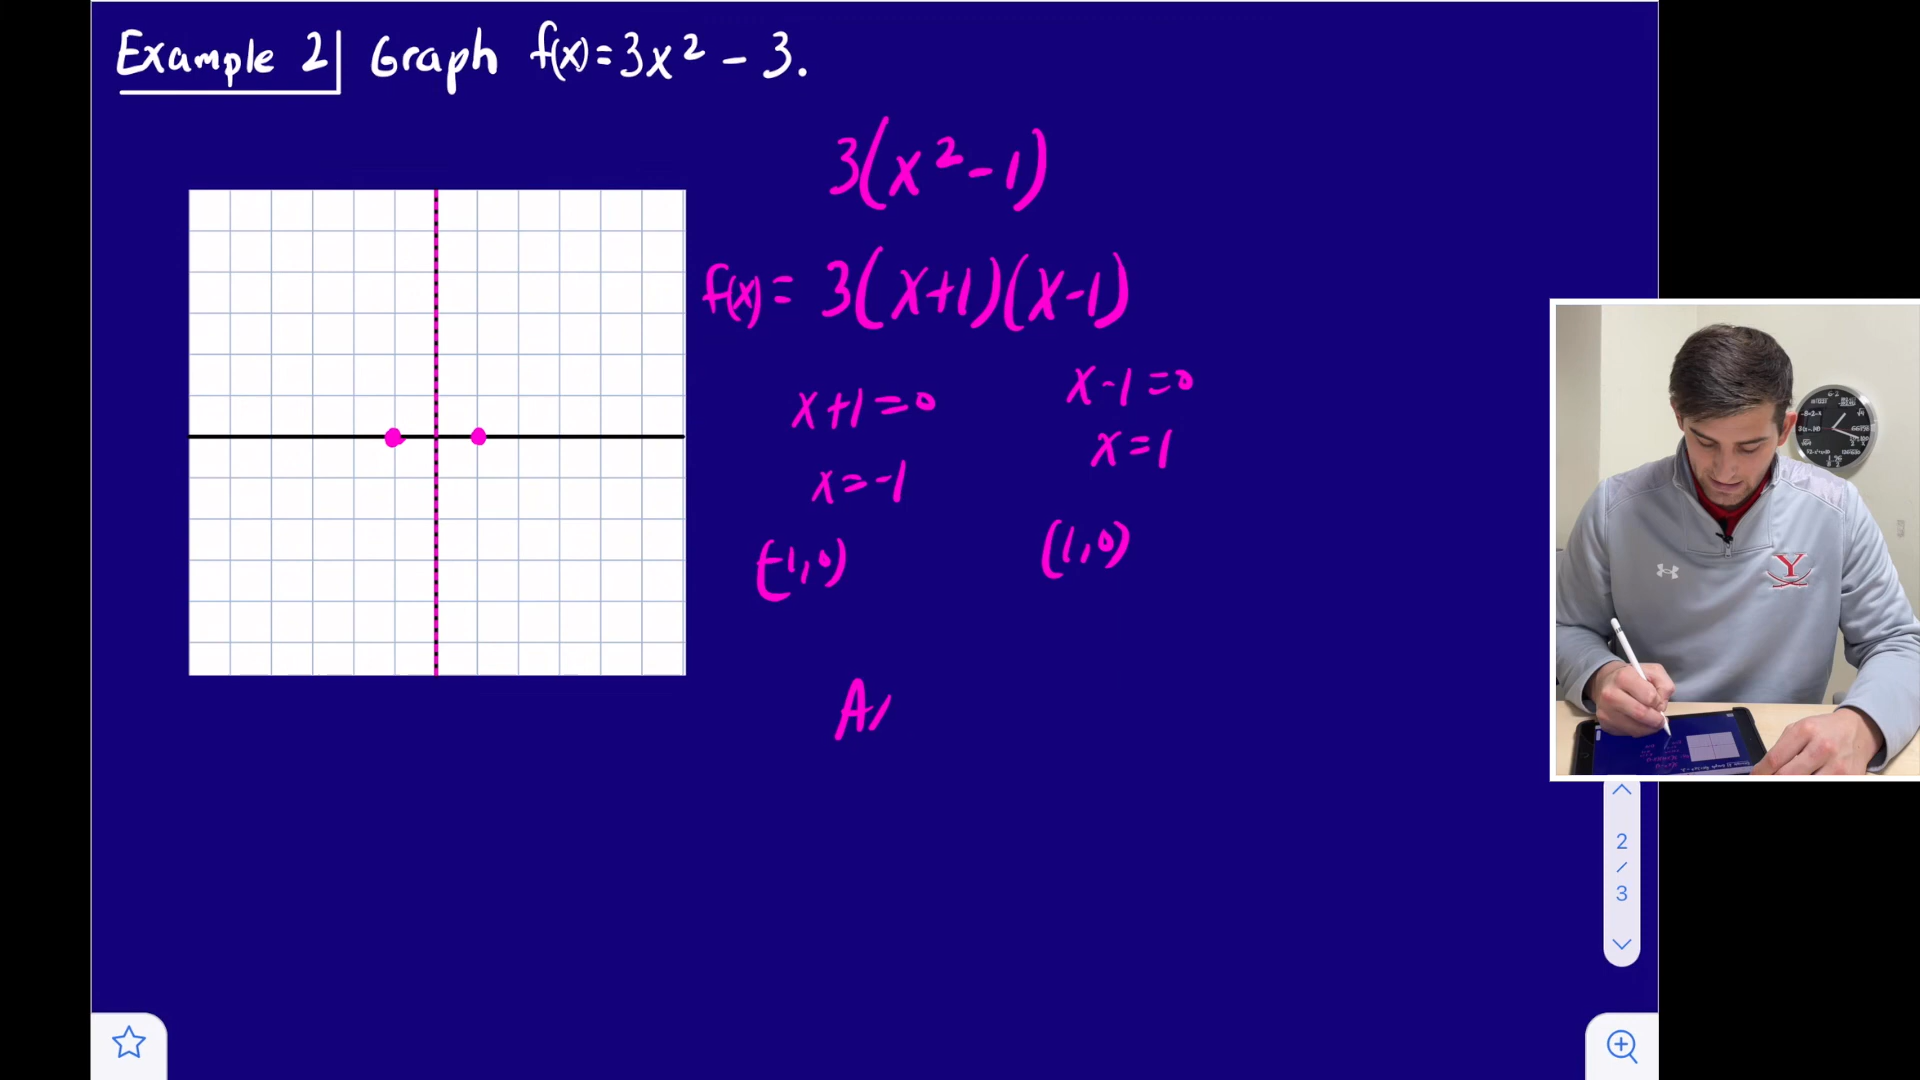 Example 2| Graph f(x)=3x² - 3.
3(x²-1)
f(x)= 3(x+1)(x-1)
x+1=0
x-1=0
x=-1
x=1
(-1,0)
(1,0)
A
Y
2
/
3